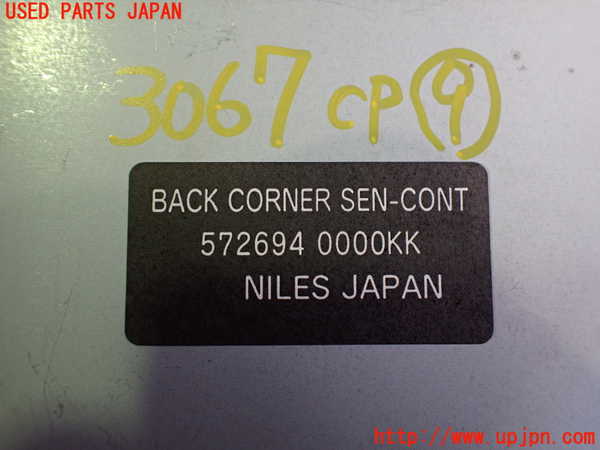 USED PARTS JAPAN
3067 CP 9
BACK CORNER SEN-CONT
572694 0000KK
NILES JAPAN
http://www.upjpn.com/